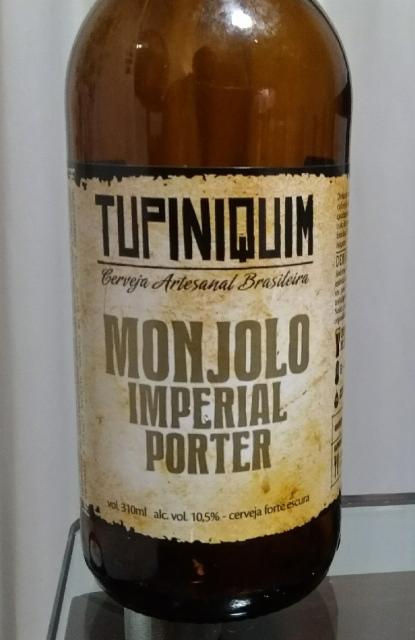 TUPINIQUIM
Cerveja Artesanal Brasileira
MONJOLO
IMPERIAL
PORTER
vol. 310ml alc. vol. 10,5% - cerveja forte escura